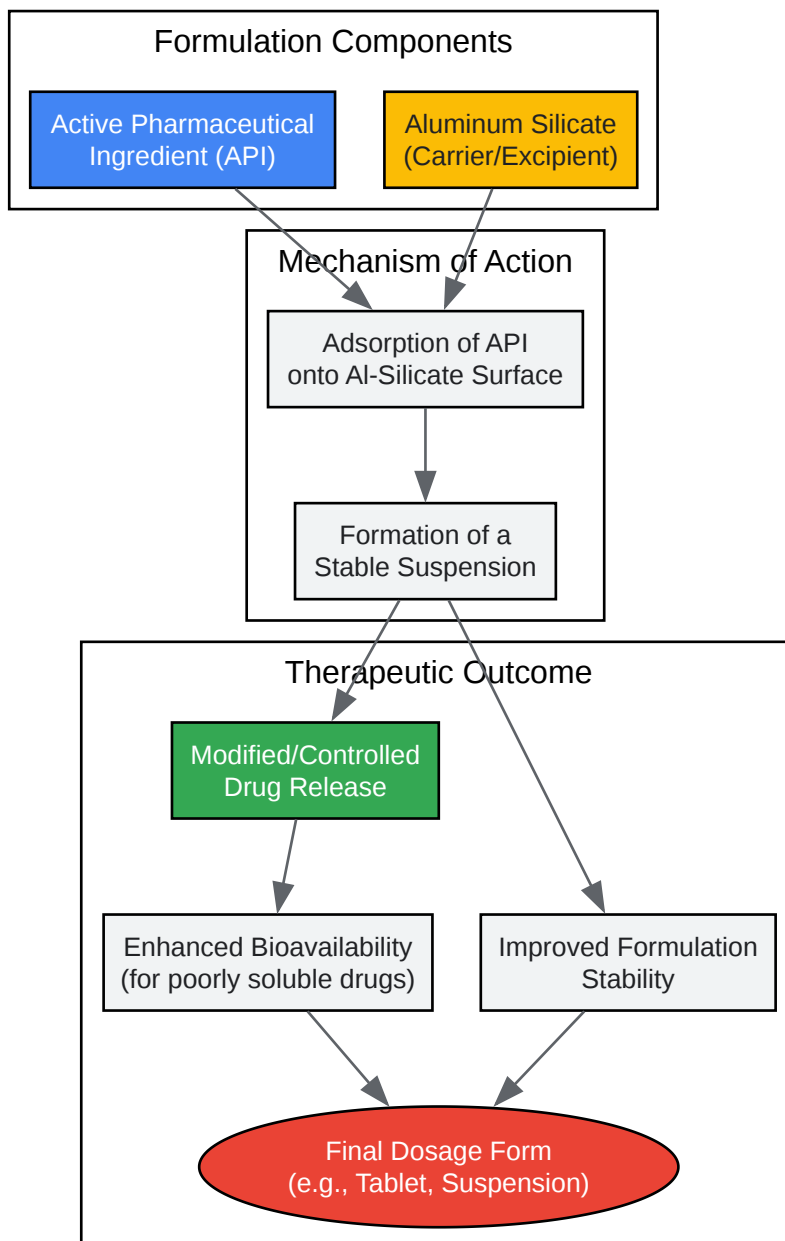 Formulation Components
Active Pharmaceutical
Ingredient (API)
Aluminum Silicate
(Carrier/Excipient)
Mechanism of Action
Adsorption of API
onto Al-Silicate Surface
Formation of a
Stable Suspension
Therapeutic Outcome
Modified/Controlled
Drug Release
Enhanced Bioavailability
(for poorly soluble drugs)
Improved Formulation
Stability
Final Dosage Form
(e.g., Tablet, Suspension)